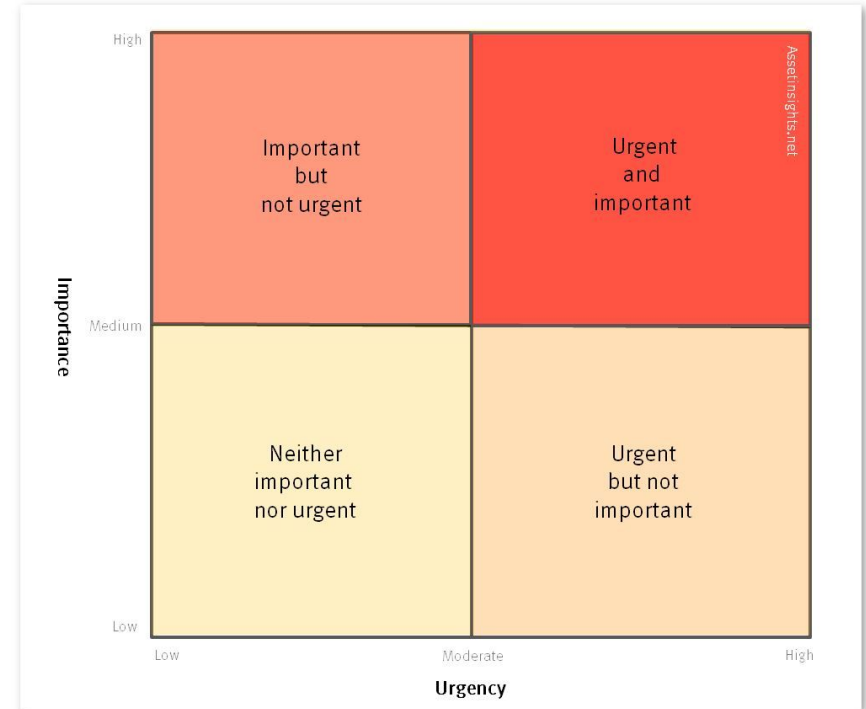 High
Assetinsights.net
Important
but
not urgent
Urgent
and
important
Importance
Medium
Neither
important
nor urgent
Urgent
but not
important
Low
Low
Moderate
High
Urgency